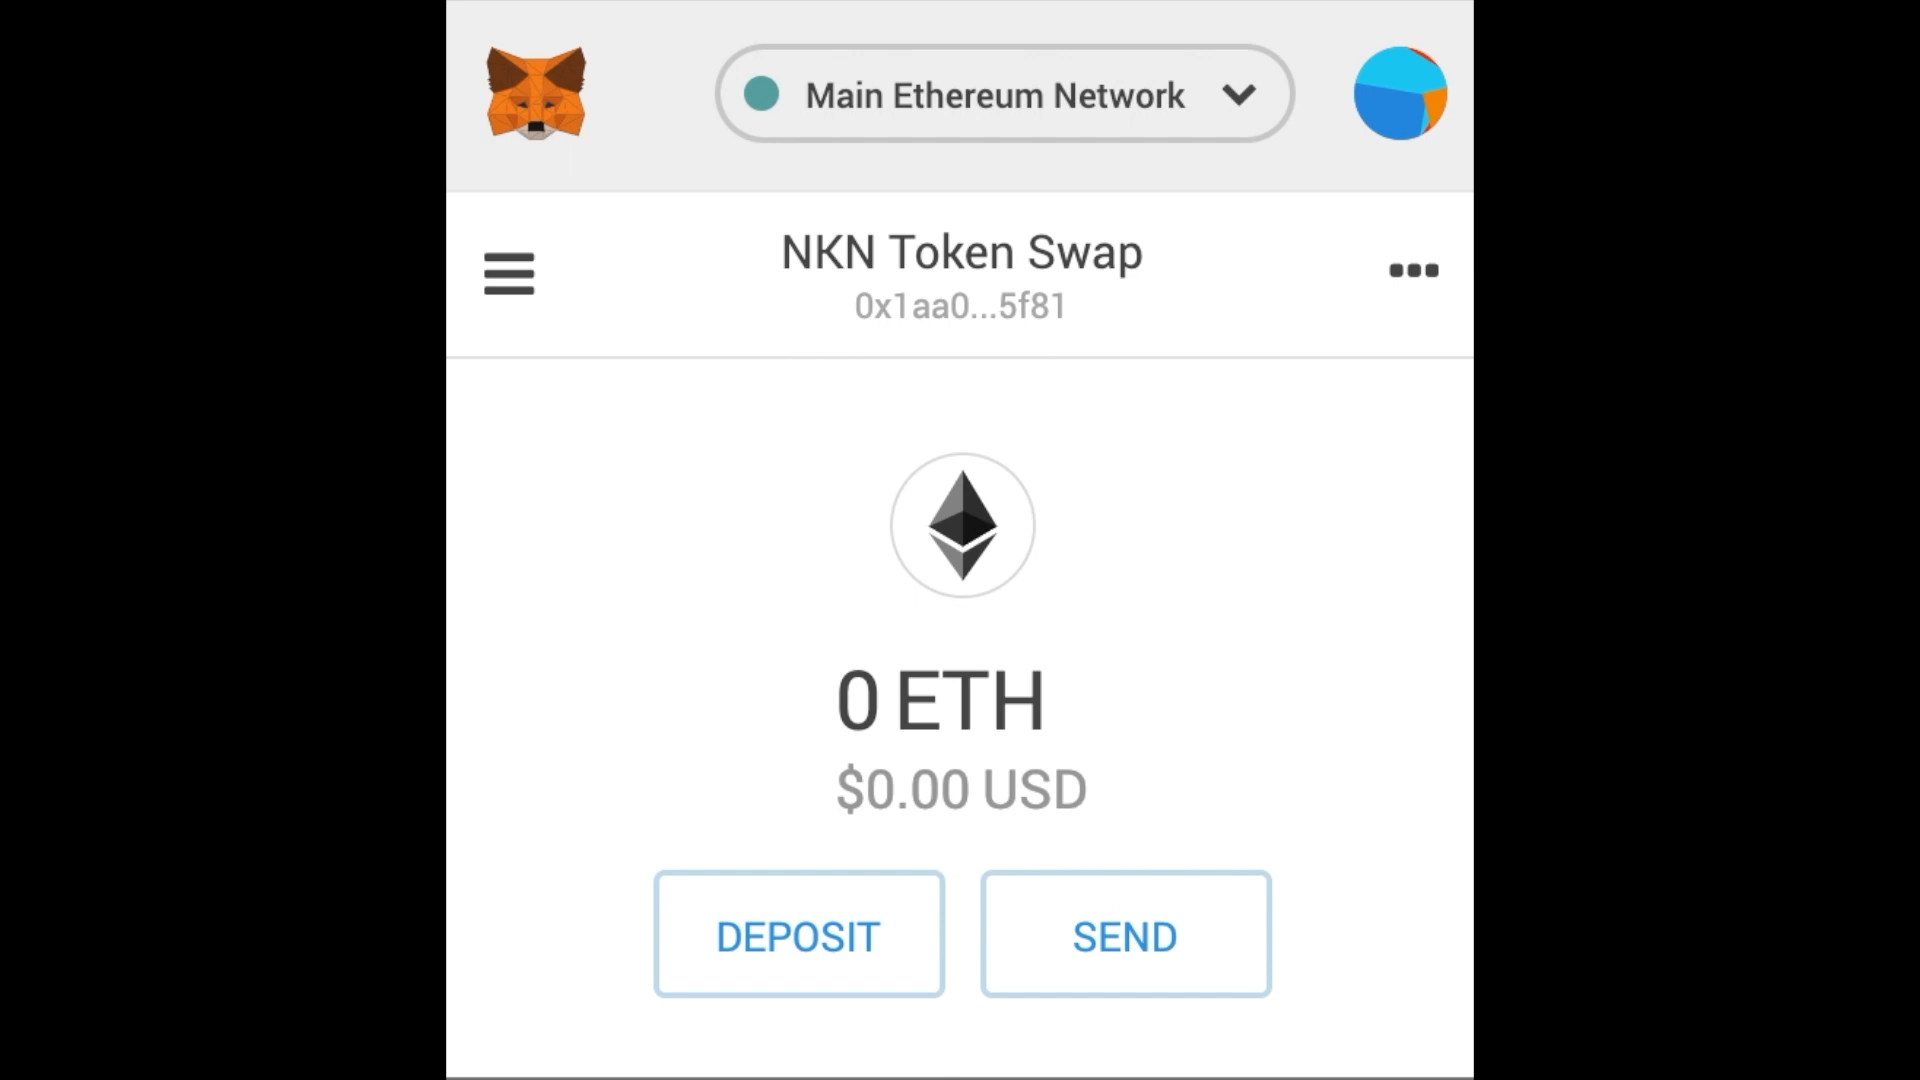 Main Ethereum Network
NKN Token Swap
0x1aa0...5f81
0 ETH
$0.00 USD
DEPOSIT
SEND